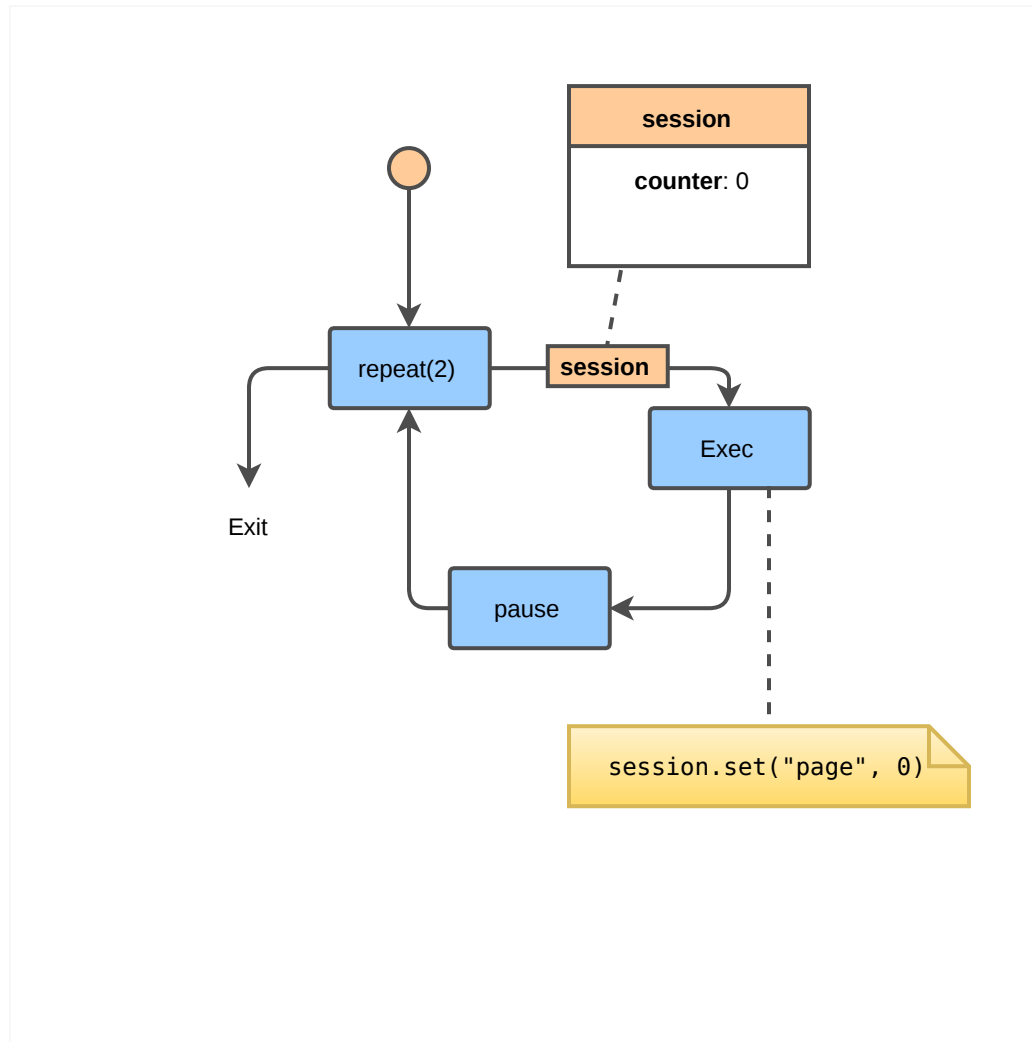 session
counter: 0
repeat(2)
session
Exec
Exit
pause
session.set("page", 0)